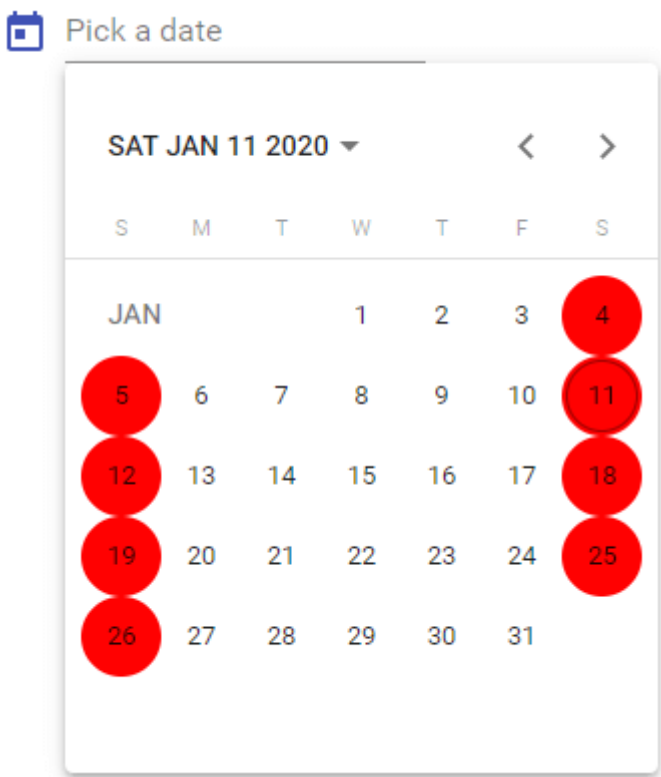 Pick a date
SAT JAN 11 2020
S M T W T F S
JAN 1 2 3 4
5 6 7 8 9 10 11
12 13 14 15 16 17 18
19 20 21 22 23 24 25
26 27 28 29 30 31